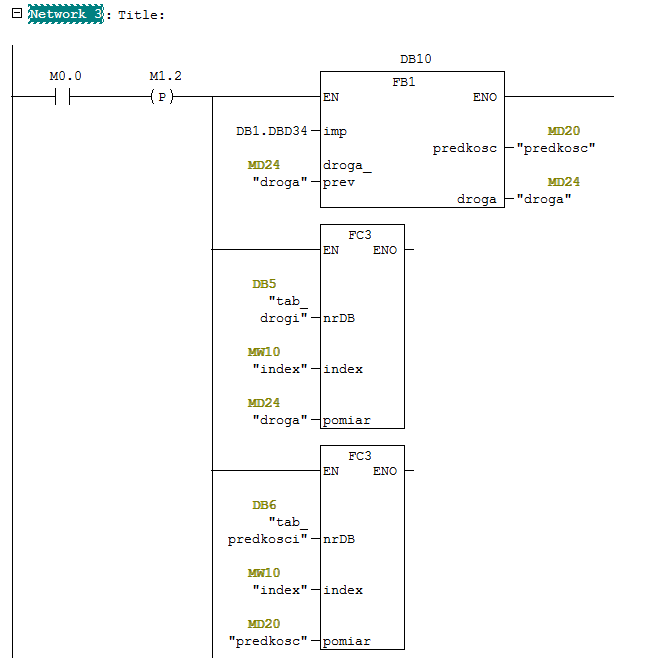 Network 3: Title:
M0.0 M1.2
P
DB10
FB1
EN ENO
DB1.DBD34 imp
MD20
predkosc "predkosc"
MD24 droga_
"droga" prev
MD24
droga "droga"
FC3
EN ENO
DB5
"tab_
drogi" nrDB
MW10
"index" index
MD24
"droga" pomiar
FC3
EN ENO
DB6
"tab_
predkosci" nrDB
MW10
"index" index
MD20
"predkosc" pomiar